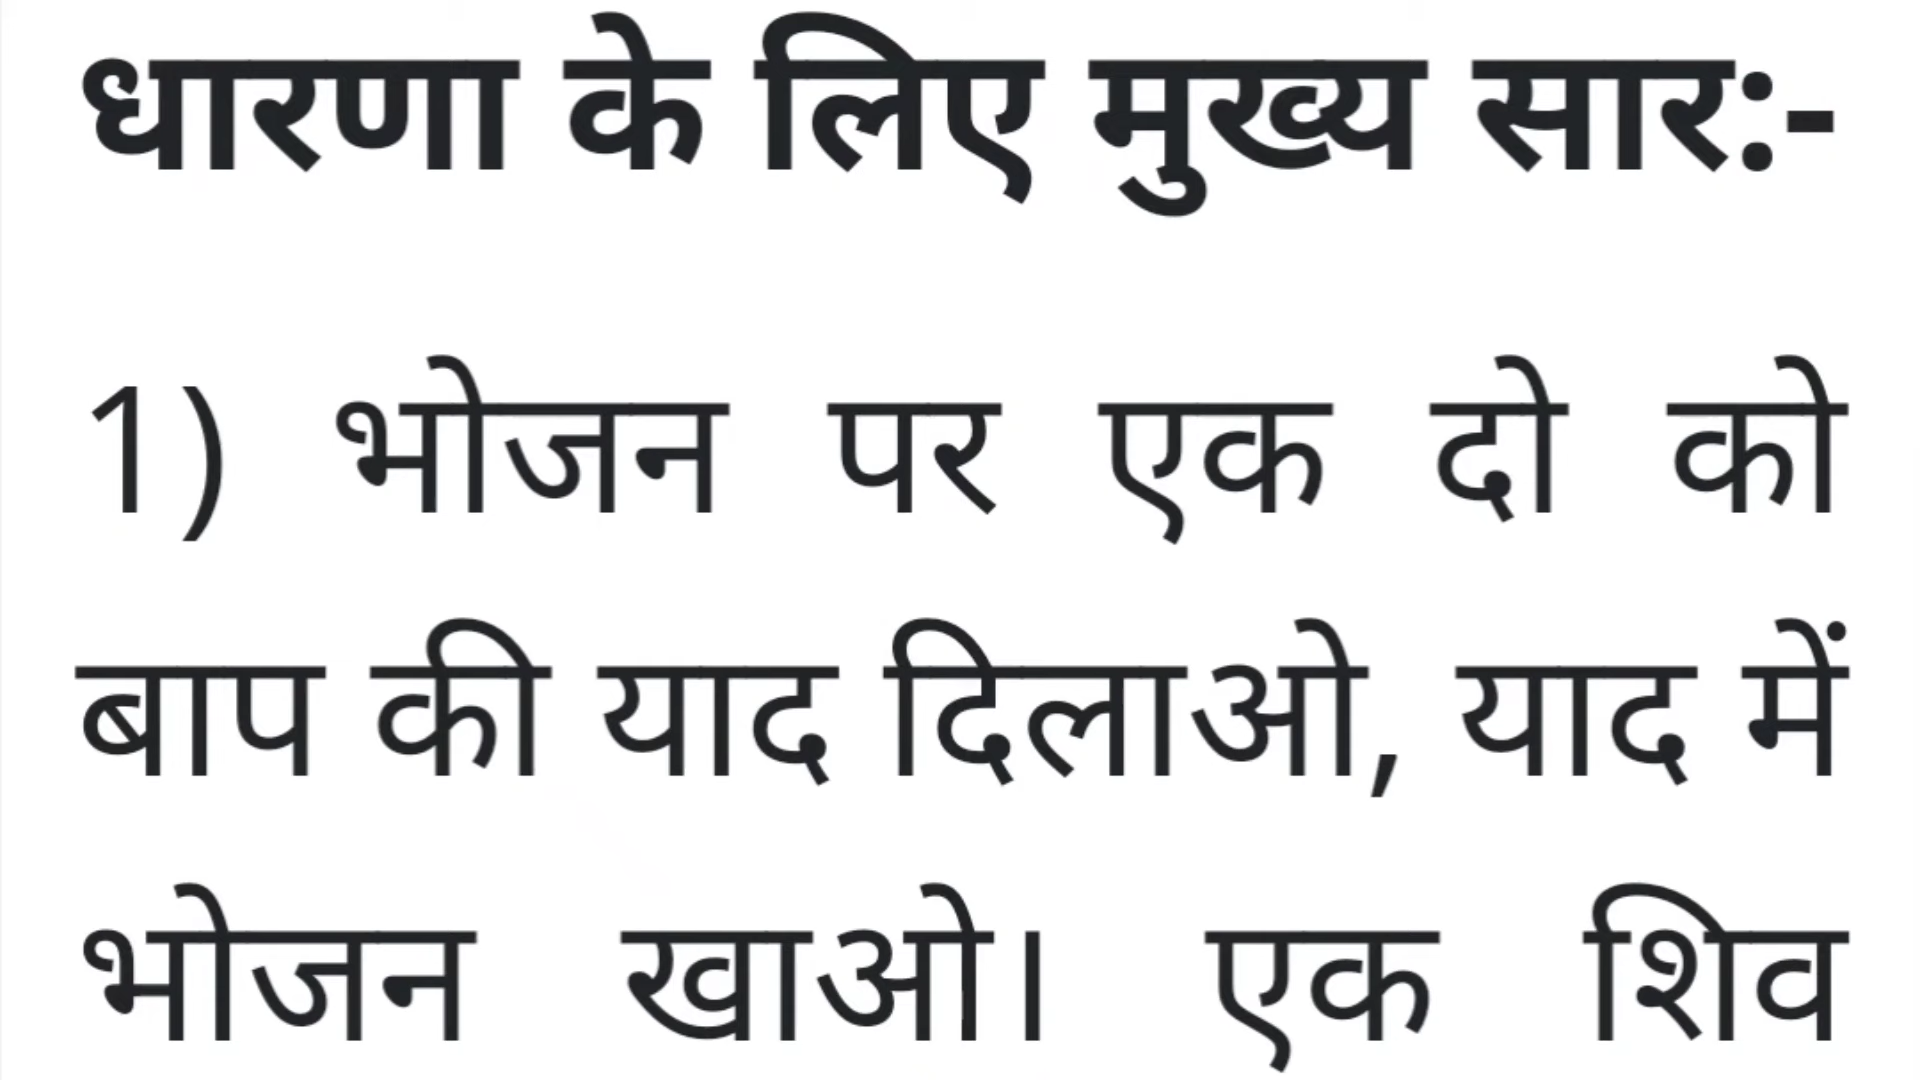 धारणा के लिए मुख्य सार:-
1) भोजन पर एक दो को
बाप की याद दिलाओ, याद में
भोजन खाओ। एक शिव